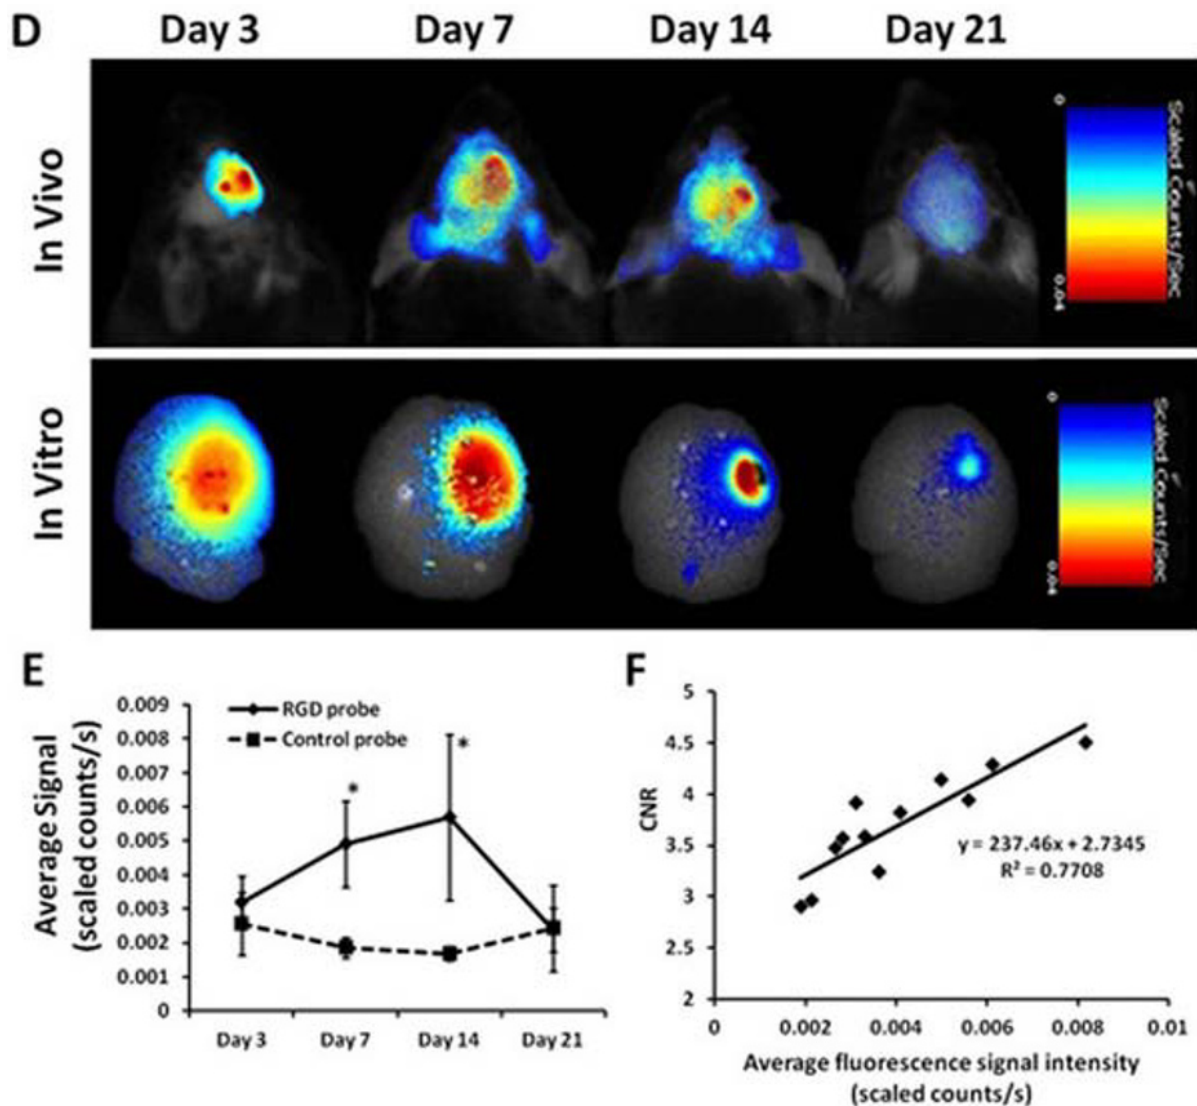 D
Day 3 Day 7 Day 14 Day 21
In Vivo
0
Scaled Counts/Sec
0.04
In Vitro
0
Scaled Counts/Sec
0.04
E
Average Signal
(scaled counts/s)
0.009
0.008
0.007
0.006
0.005
0.004
0.003
0.002
0.001
0
RGD probe
Control probe
*
*
Day 3 Day 7 Day 14 Day 21
F
CNR
5
4.5
4
3.5
3
2.5
2
y = 237.46x + 2.7345
R² = 0.7708
0 0.002 0.004 0.006 0.008 0.01
Average fluorescence signal intensity
(scaled counts/s)